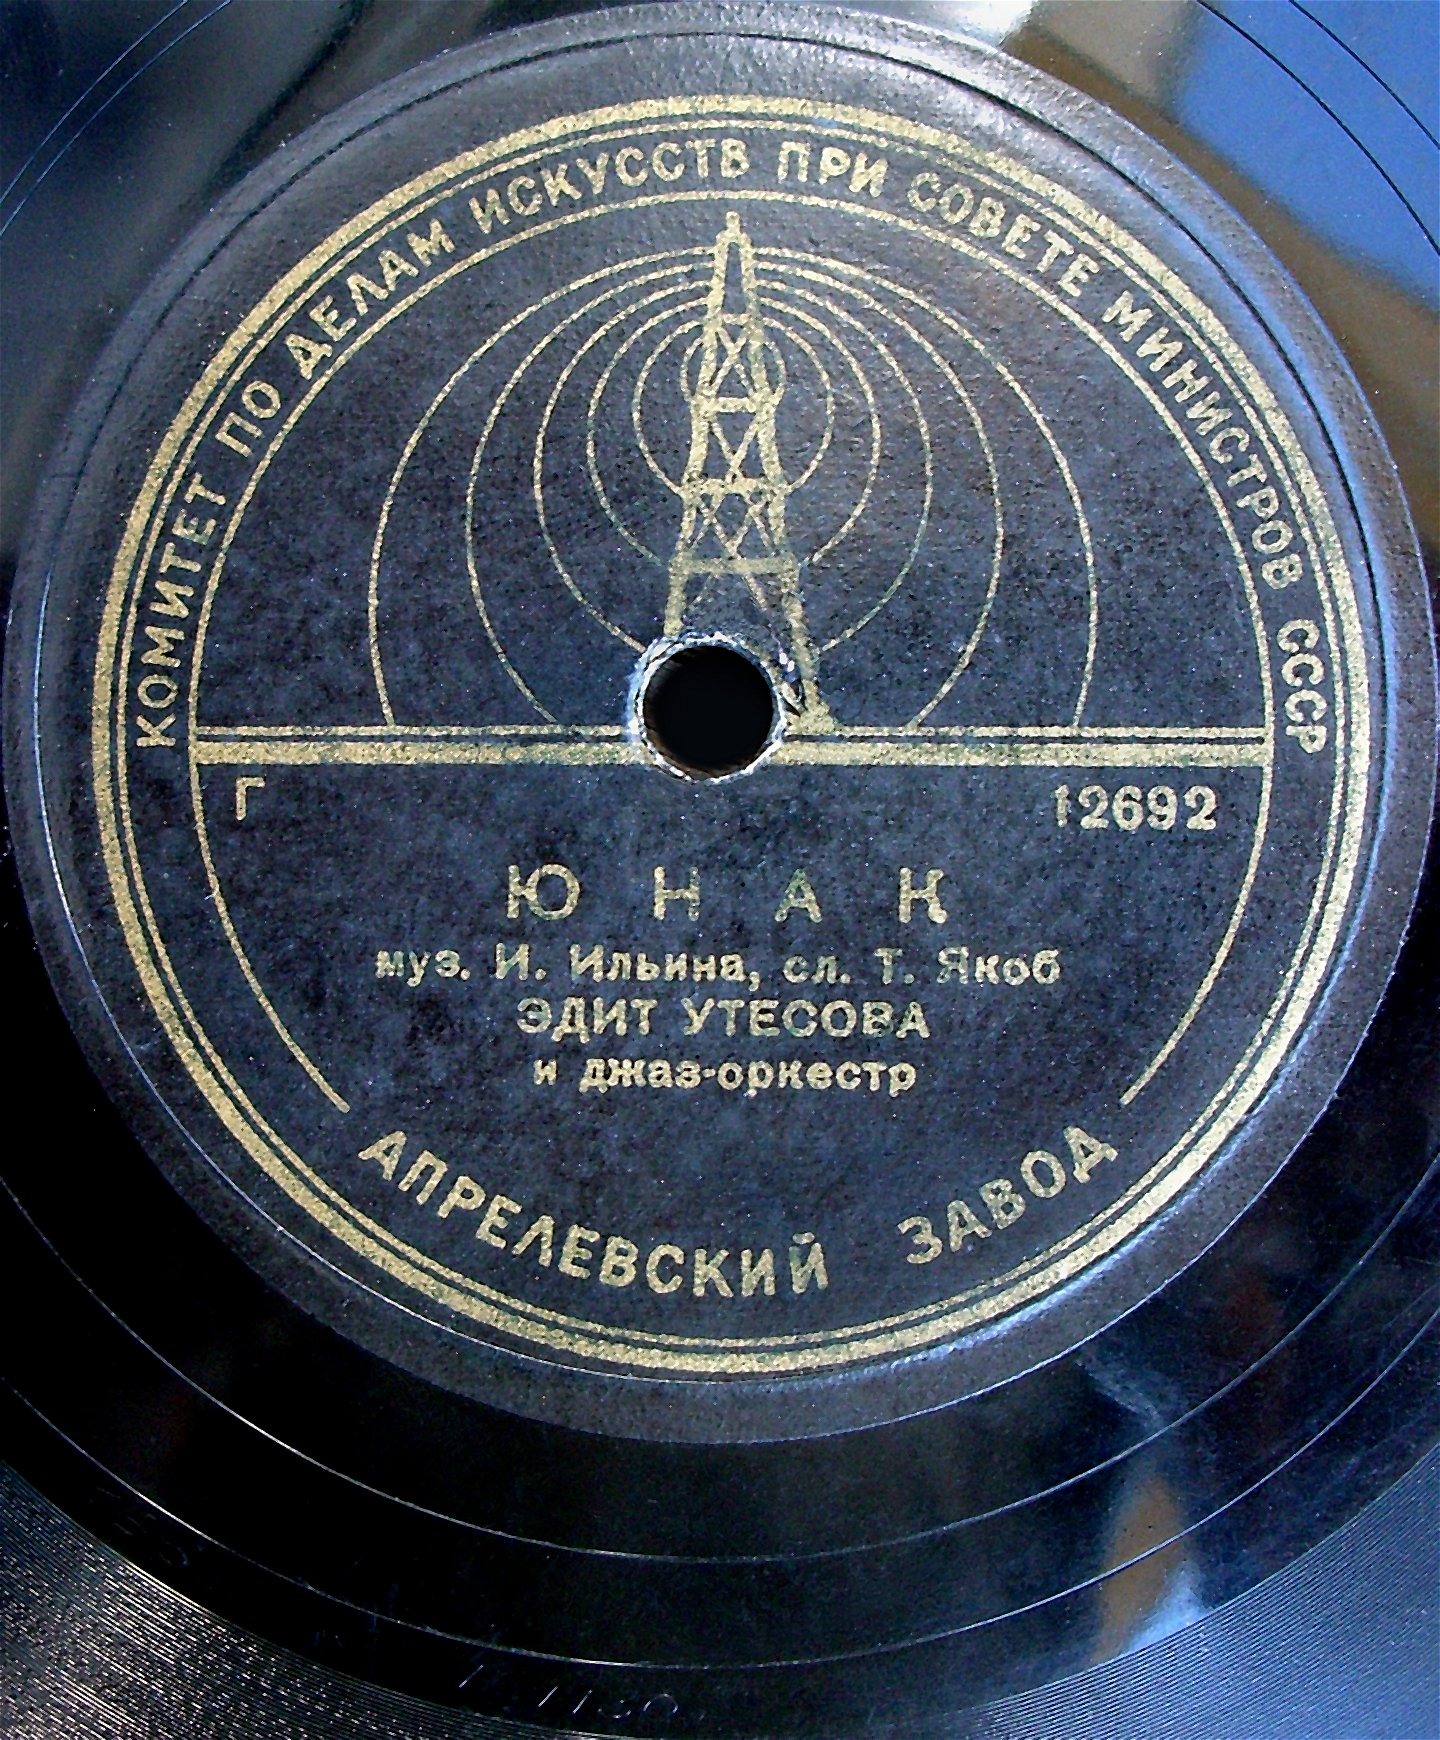 КОМИТЕТ ПО ДЕЛАМ ИСКУССТВ ПРИ СОВЕТЕ МИНИСТРОВ СССР
Г 12692
ЮНАК
муз. И. Ильина, сл. Т. Якоб
ЭДИТ УТЕСОВА
и джаз-оркестр
АПРЕЛЕВСКИЙ ЗАВОД